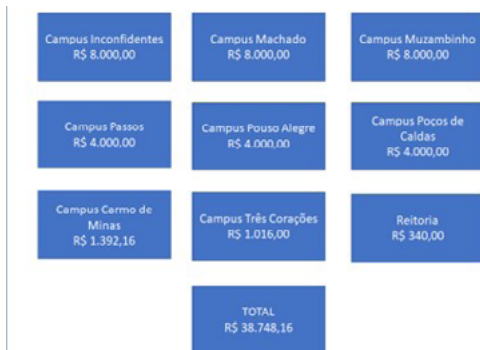 Campus Inconfidentes
R$ 8.000,00
Campus Machado
R$ 8.000,00
Campus Muzambinho
R$ 8.000,00
Campus Passos
R$ 4.000,00
Campus Pouso Alegre
R$ 4.000,00
Campus Poços de
Caldas
R$ 4.000,00
Campus Carmo de
Minas
R$ 1.392,16
Campus Três Corações
R$ 1.016,00
Reitoria
R$ 340,00
TOTAL
R$ 38.748,16